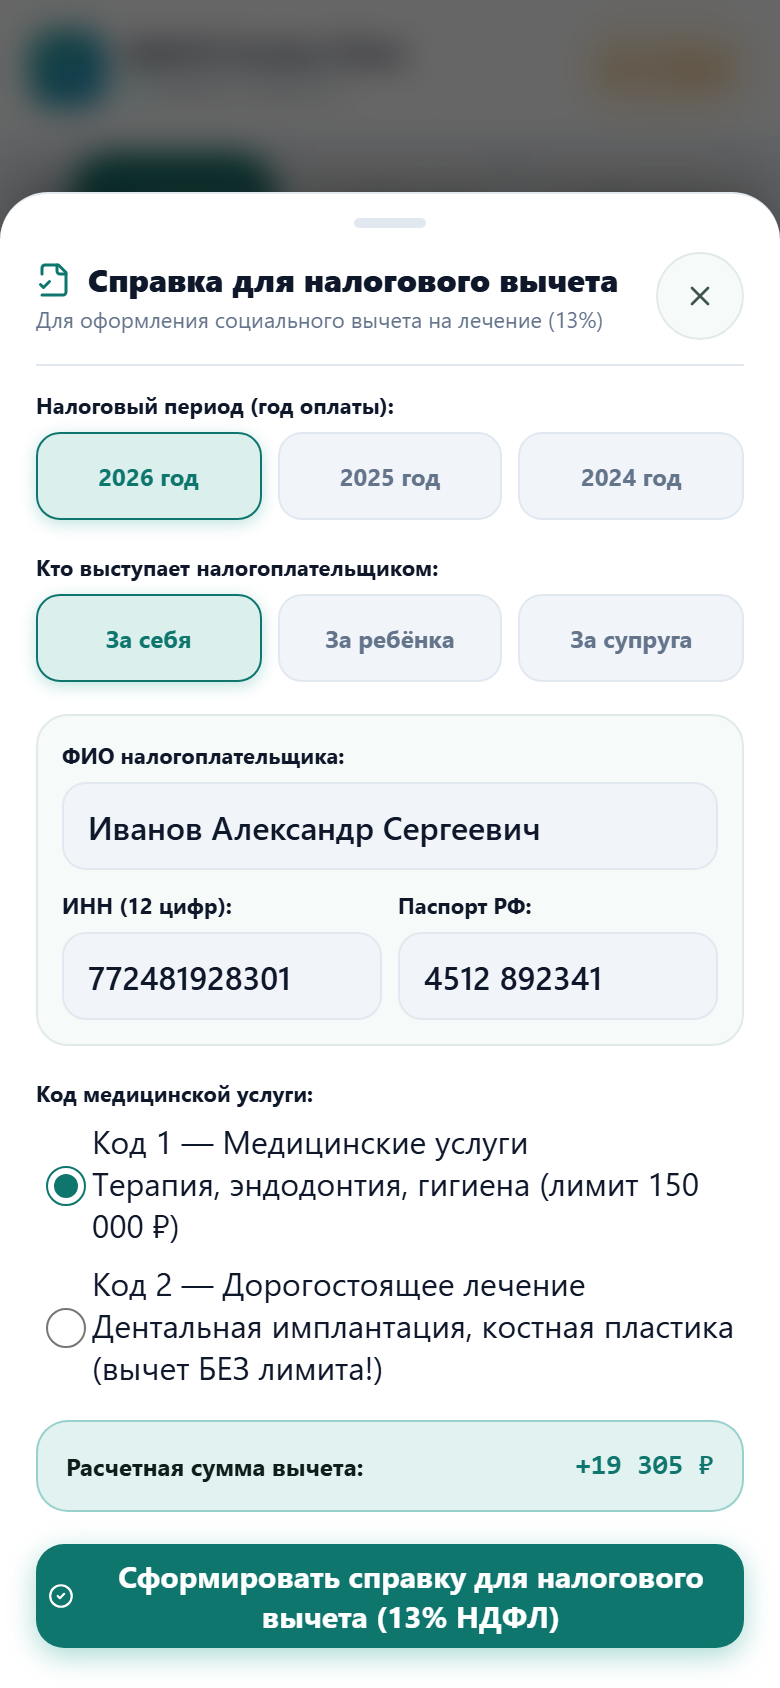 Справка для налогового вычета
Для оформления социального вычета на лечение (13%)
Налоговый период (год оплаты):
2026 год
2025 год
2024 год
Кто выступает налогоплательщиком:
За себя
За ребёнка
За супруга
ФИО налогоплательщика:
Иванов Александр Сергеевич
ИНН (12 цифр):
Паспорт РФ:
772481928301
4512 892341
Код медицинской услуги:
Код 1 — Медицинские услуги
Терапия, эндодонтия, гигиена (лимит 150
000 ₽)
Код 2 — Дорогостоящее лечение
Дентальная имплантация, костная пластика
(вычет БЕЗ лимита!)
Расчетная сумма вычета:
+19 305 ₽
Сформировать справку для налогового
вычета (13% НДФЛ)